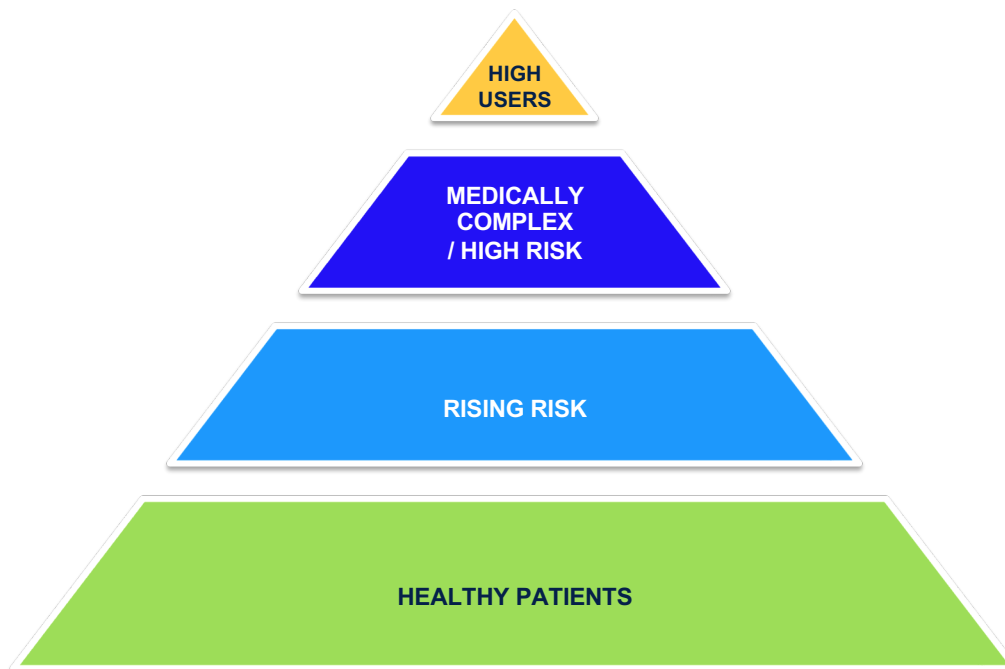 HIGH
USERS
MEDICALLY
COMPLEX
/ HIGH RISK
RISING RISK
HEALTHY PATIENTS